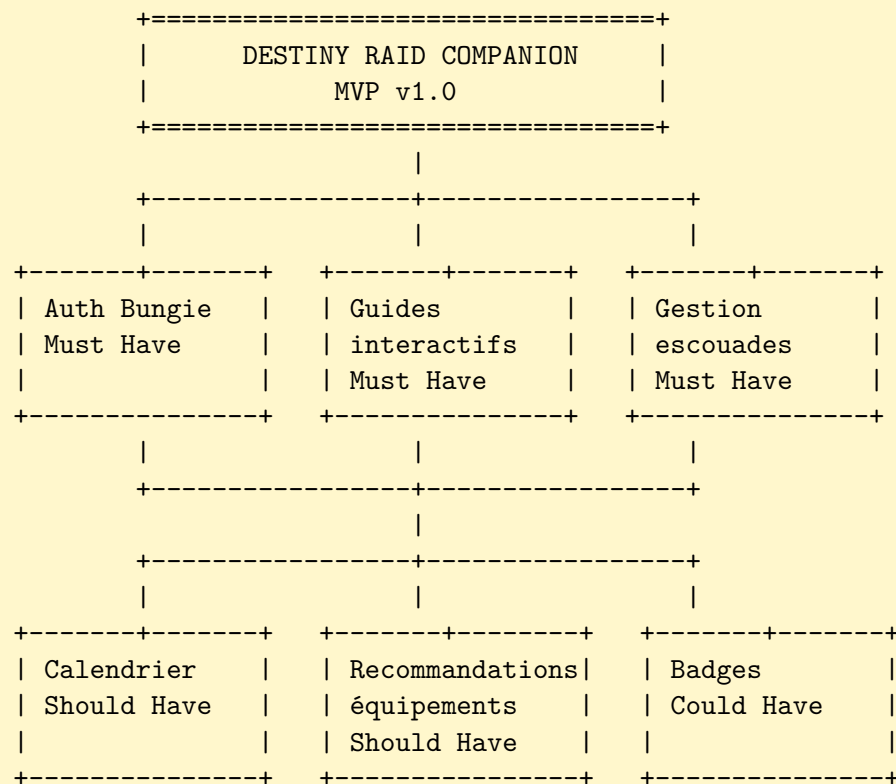 DESTINY RAID COMPANION
MVP v1.0
Auth Bungie
Must Have
Guides
interactifs
Must Have
Gestion
escouades
Must Have
Calendrier
Should Have
Recommandations
équipements
Should Have
Badges
Could Have